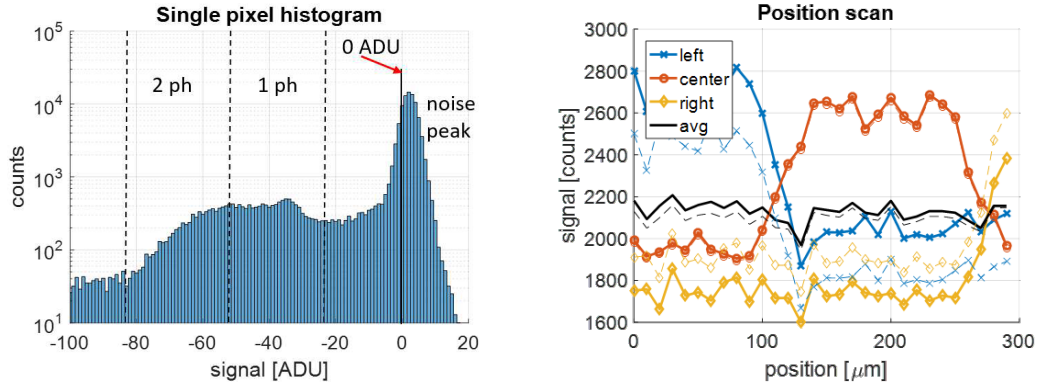 Single pixel histogram
10^5
10^4
10^3
10^2
10^1
counts
2 ph
1 ph
0 ADU
noise
peak
-100 -80 -60 -40 -20 0 20
signal [ADU]
Position scan
3000
2800
2600
2400
2200
2000
1800
1600
signal [counts]
left
center
right
avg
0 100 200 300
position [μm]